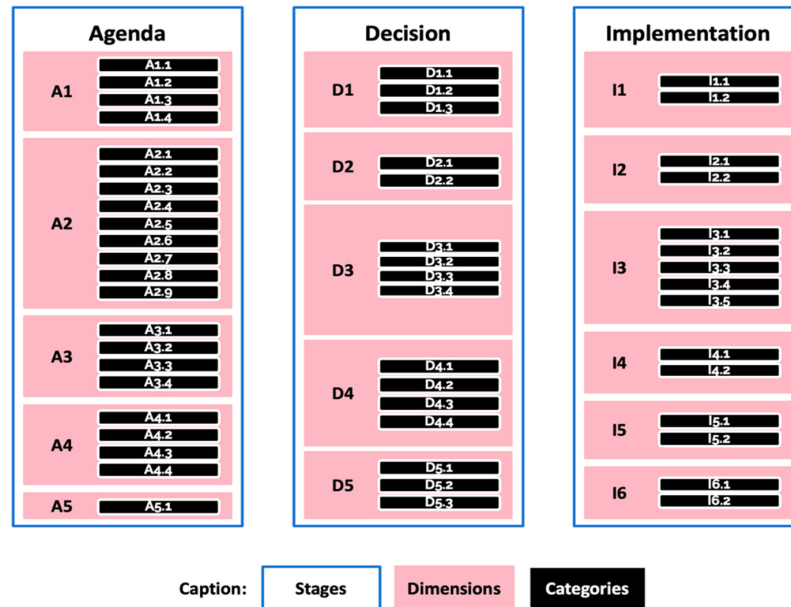 Agenda
A1
A1.1
A1.2
A1.3
A1.4
A2
A2.1
A2.2
A2.3
A2.4
A2.5
A2.6
A2.7
A2.8
A2.9
A3
A3.1
A3.2
A3.3
A3.4
A4
A4.1
A4.2
A4.3
A4.4
A5
A5.1
Decision
D1
D1.1
D1.2
D1.3
D2
D2.1
D2.2
D3
D3.1
D3.2
D3.3
D3.4
D4
D4.1
D4.2
D4.3
D4.4
D5
D5.1
D5.2
D5.3
Implementation
I1
I1.1
I1.2
I2
I2.1
I2.2
I3
I3.1
I3.2
I3.3
I3.4
I3.5
I4
I4.1
I4.2
I5
I5.1
I5.2
I6
I6.1
I6.2
Caption: Stages Dimensions Categories